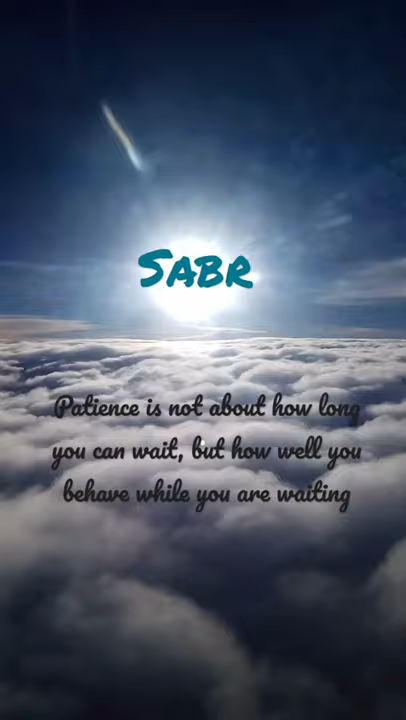 SABR
Patience is not about how long
you can wait, but how well you
behave while you are waiting